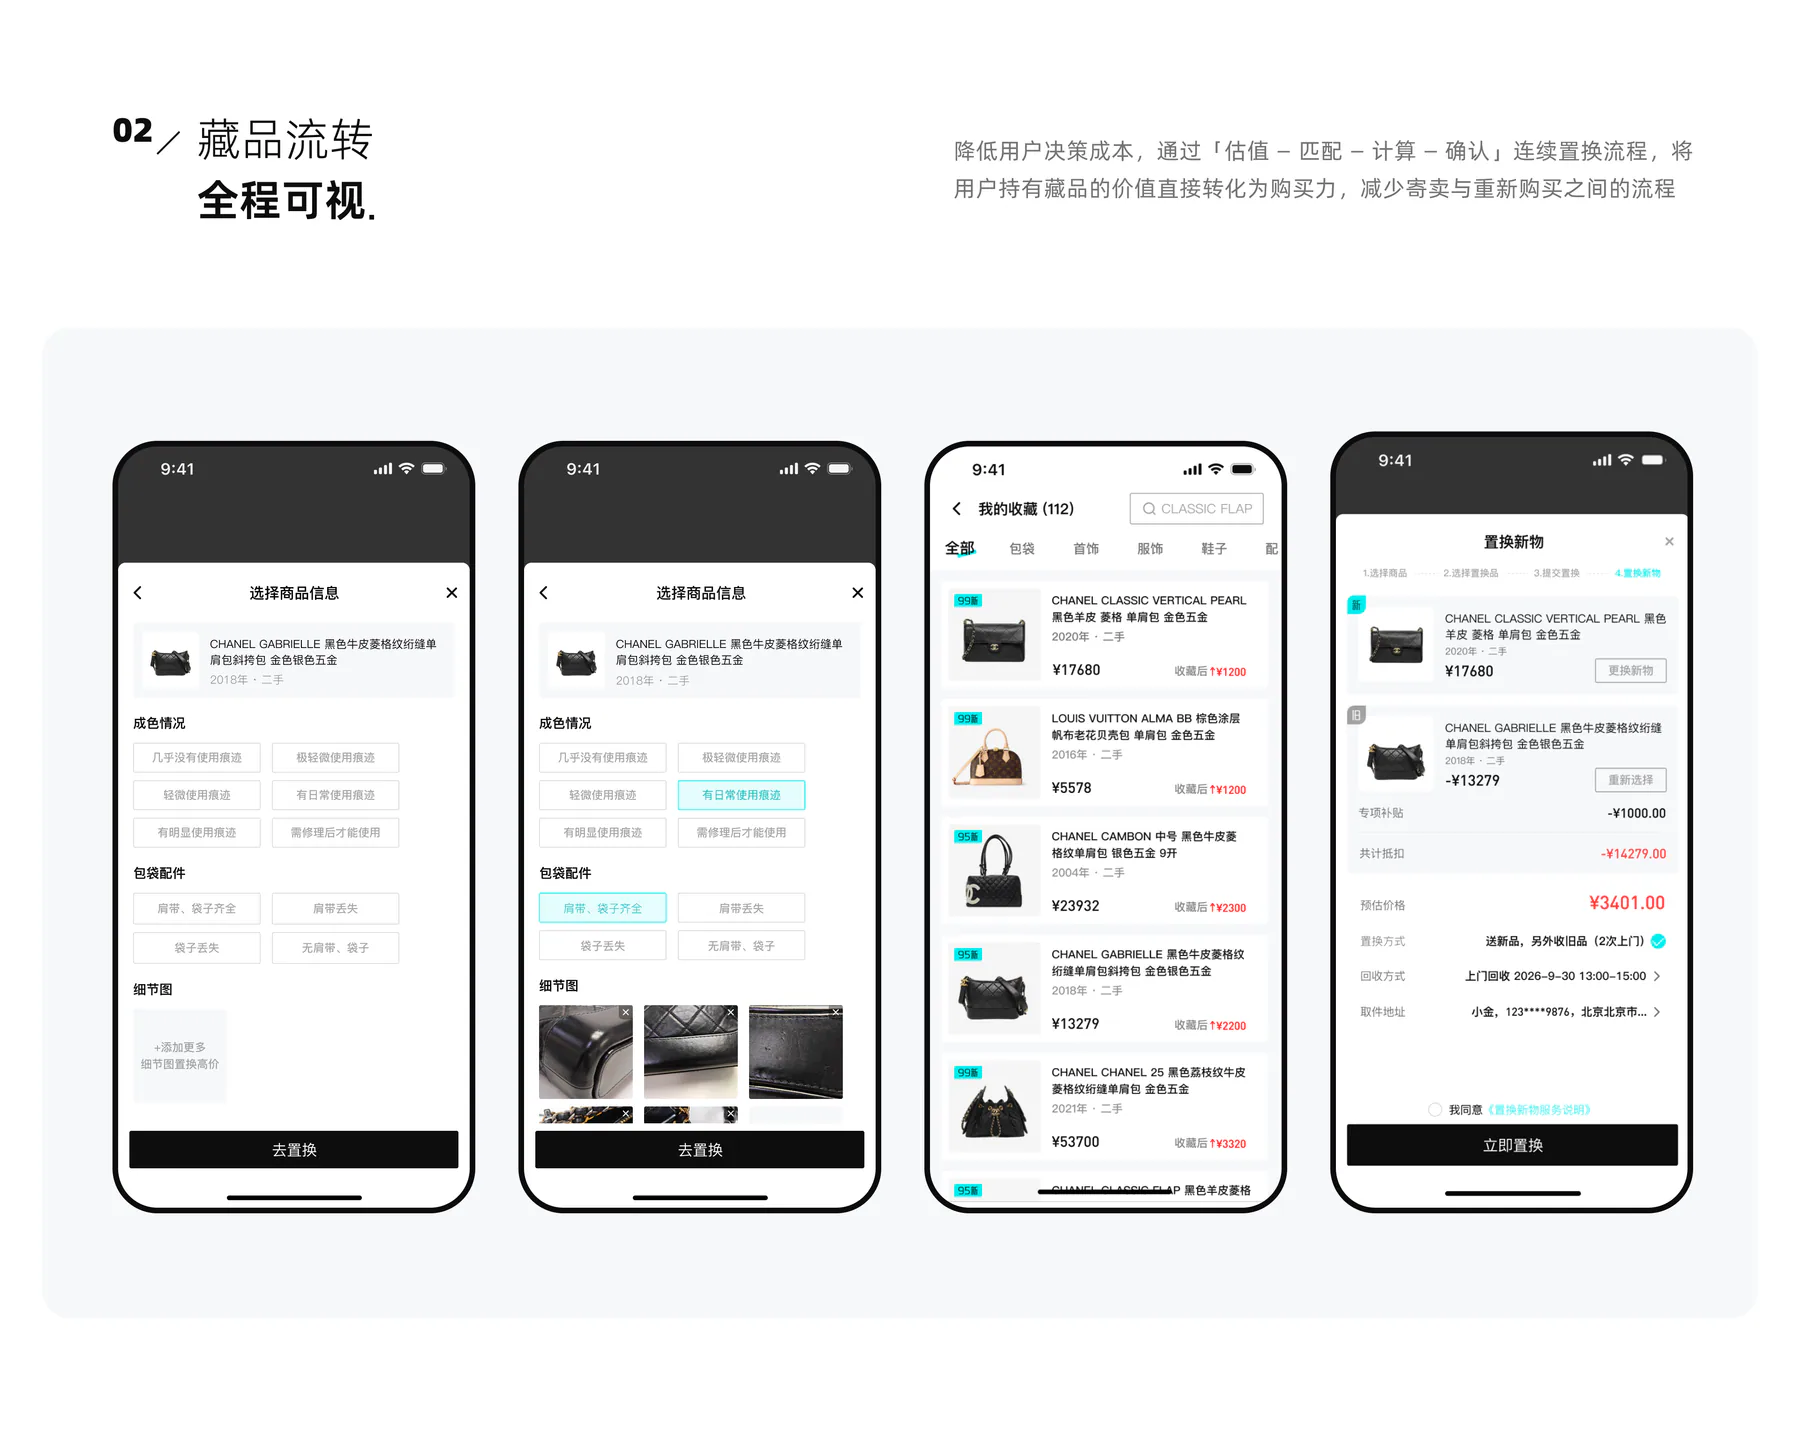 02 / 藏品流转
全程可视.
降低用户决策成本，通过「估值 – 匹配 – 计算 – 确认」连续置换流程，将
用户持有藏品的价值直接转化为购买力，减少寄卖与重新购买之间的流程
9:41
选择商品信息
CHANEL GABRIELLE 黑色牛皮菱格纹绗缝单
肩包斜挎包 金色银色五金
2018年 · 二手
成色情况
几乎没有使用痕迹
极轻微使用痕迹
轻微使用痕迹
有日常使用痕迹
有明显使用痕迹
需修理后才能使用
包袋配件
肩带、袋子齐全
肩带丢失
袋子丢失
无肩带、袋子
细节图
+添加更多
细节图置换高价
去置换
9:41
选择商品信息
CHANEL GABRIELLE 黑色牛皮菱格纹绗缝单
肩包斜挎包 金色银色五金
2018年 · 二手
成色情况
几乎没有使用痕迹
极轻微使用痕迹
轻微使用痕迹
有日常使用痕迹
有明显使用痕迹
需修理后才能使用
包袋配件
肩带、袋子齐全
肩带丢失
袋子丢失
无肩带、袋子
细节图
去置换
9:41
我的收藏 (112)
CLASSIC FLAP
全部
包袋
首饰
服饰
鞋子
配
99新
CHANEL CLASSIC VERTICAL PEARL
黑色羊皮 菱格 单肩包 金色五金
2020年 · 二手
¥17680
收藏后↑¥1200
99新
LOUIS VUITTON ALMA BB 棕色涂层
帆布老花贝壳包 单肩包 金色五金
2016年 · 二手
¥5578
收藏后↑¥1200
95新
CHANEL CAMBON 中号 黑色牛皮菱
格纹单肩包 银色五金 9开
2004年 · 二手
¥23932
收藏后↑¥2300
95新
CHANEL GABRIELLE 黑色牛皮菱格纹
绗缝单肩包斜挎包 金色银色五金
2018年 · 二手
¥13279
收藏后↑¥2200
99新
CHANEL CHANEL 25 黑色荔枝纹牛皮
菱格纹绗缝单肩包 金色五金
2021年 · 二手
¥53700
收藏后↑¥3320
95新
CHANEL CLASSIC FLAP 黑色羊皮菱格
9:41
置换新物
1.选择商品
2.选择置换品
3.提交置换
4.置换新物
新
CHANEL CLASSIC VERTICAL PEARL 黑色
羊皮 菱格 单肩包 金色五金
2020年 · 二手
¥17680
更换新物
旧
CHANEL GABRIELLE 黑色牛皮菱格纹绗缝
单肩包斜挎包 金色银色五金
2018年 · 二手
-¥13279
重新选择
专项补贴
-¥1000.00
共计抵扣
-¥14279.00
预估价格
¥3401.00
置换方式
送新品，另外收旧品（2次上门）
回收方式
上门回收 2026-9-30 13:00-15:00
取件地址
小金，123****9876，北京北京市...
我同意《置换新物服务说明》
立即置换